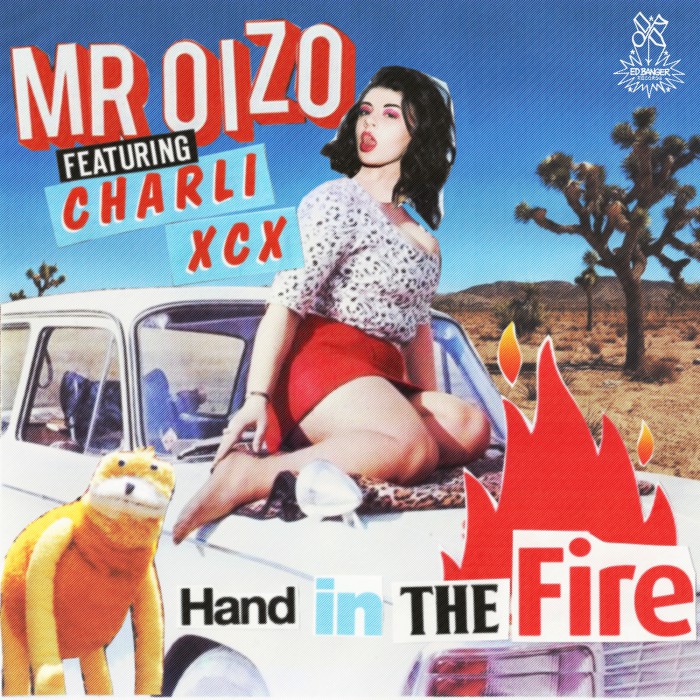 MR OIZO
FEATURING
CHARLI
XCX
ED BANGER
RECORDS
Hand in THE Fire